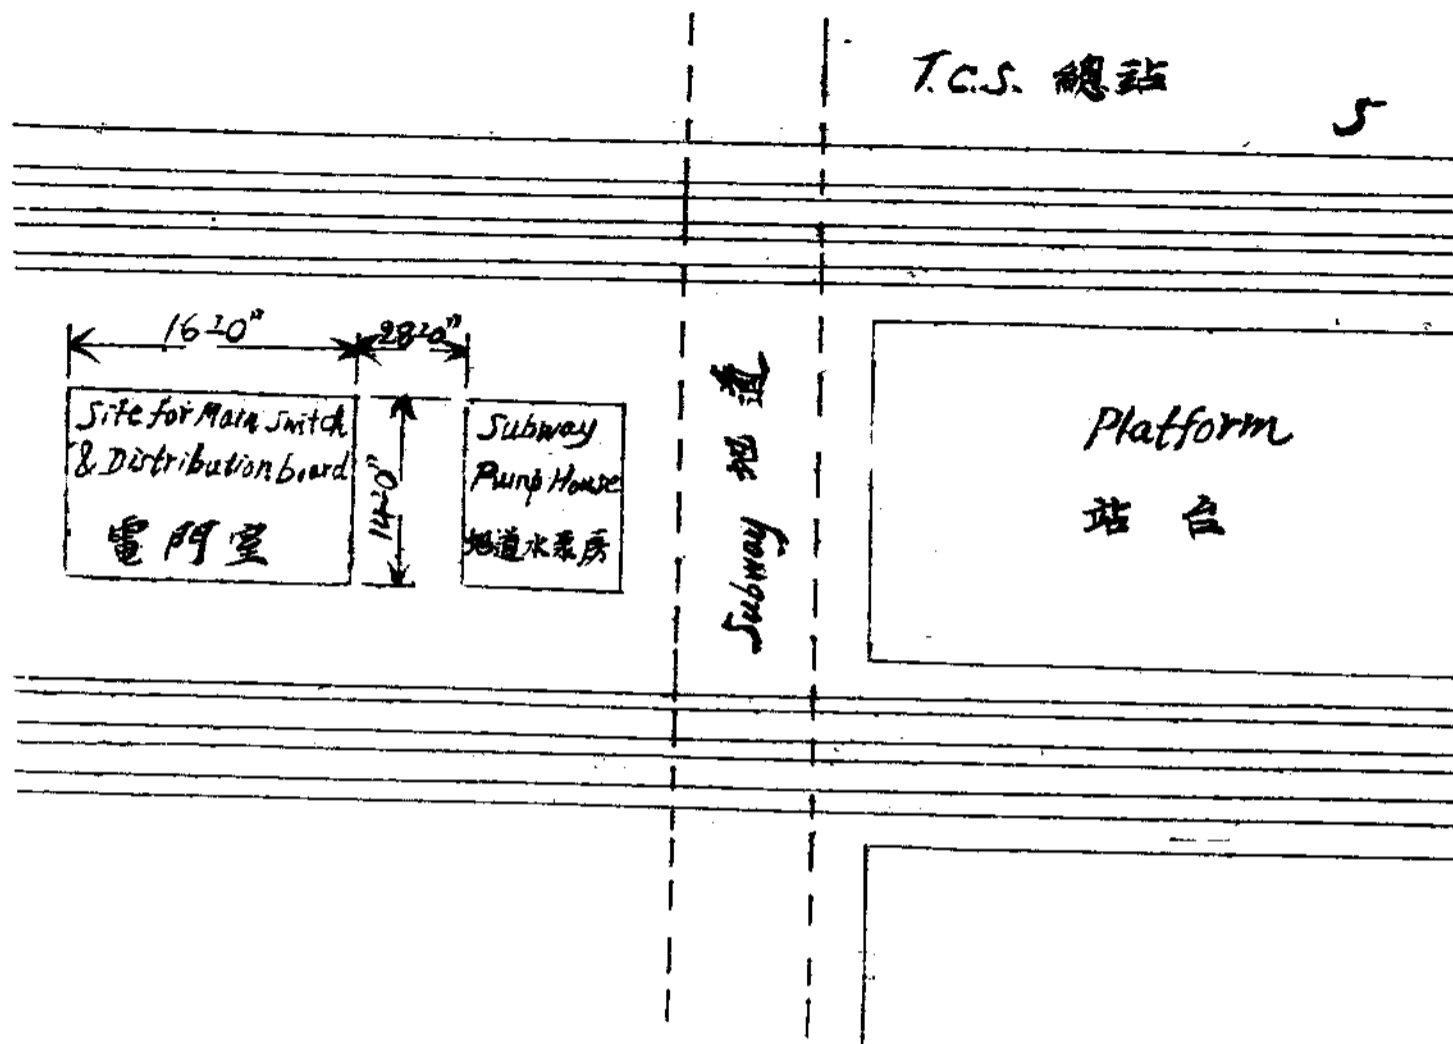 T.C.S. 總站
5
16'-0"
28'-0"
Site for Main Switch
& Distribution board
電門室
14'-0"
Subway
Pump House
地道水泵房
Subway 地道
Platform
站台